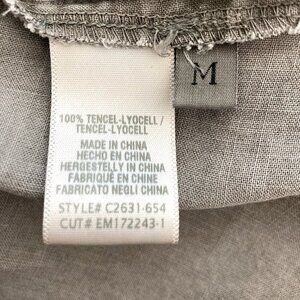 M
100% TENCEL-LYOCELL /
TENCEL-LYOCELL
MADE IN CHINA
HECHO EN CHINA
HERGESTELLY IN CHINA
FABRIQUÉ EN CHINE
FABRICATO NEGLI CHINA
STYLE# C2631-654
CUT# EM172243-1